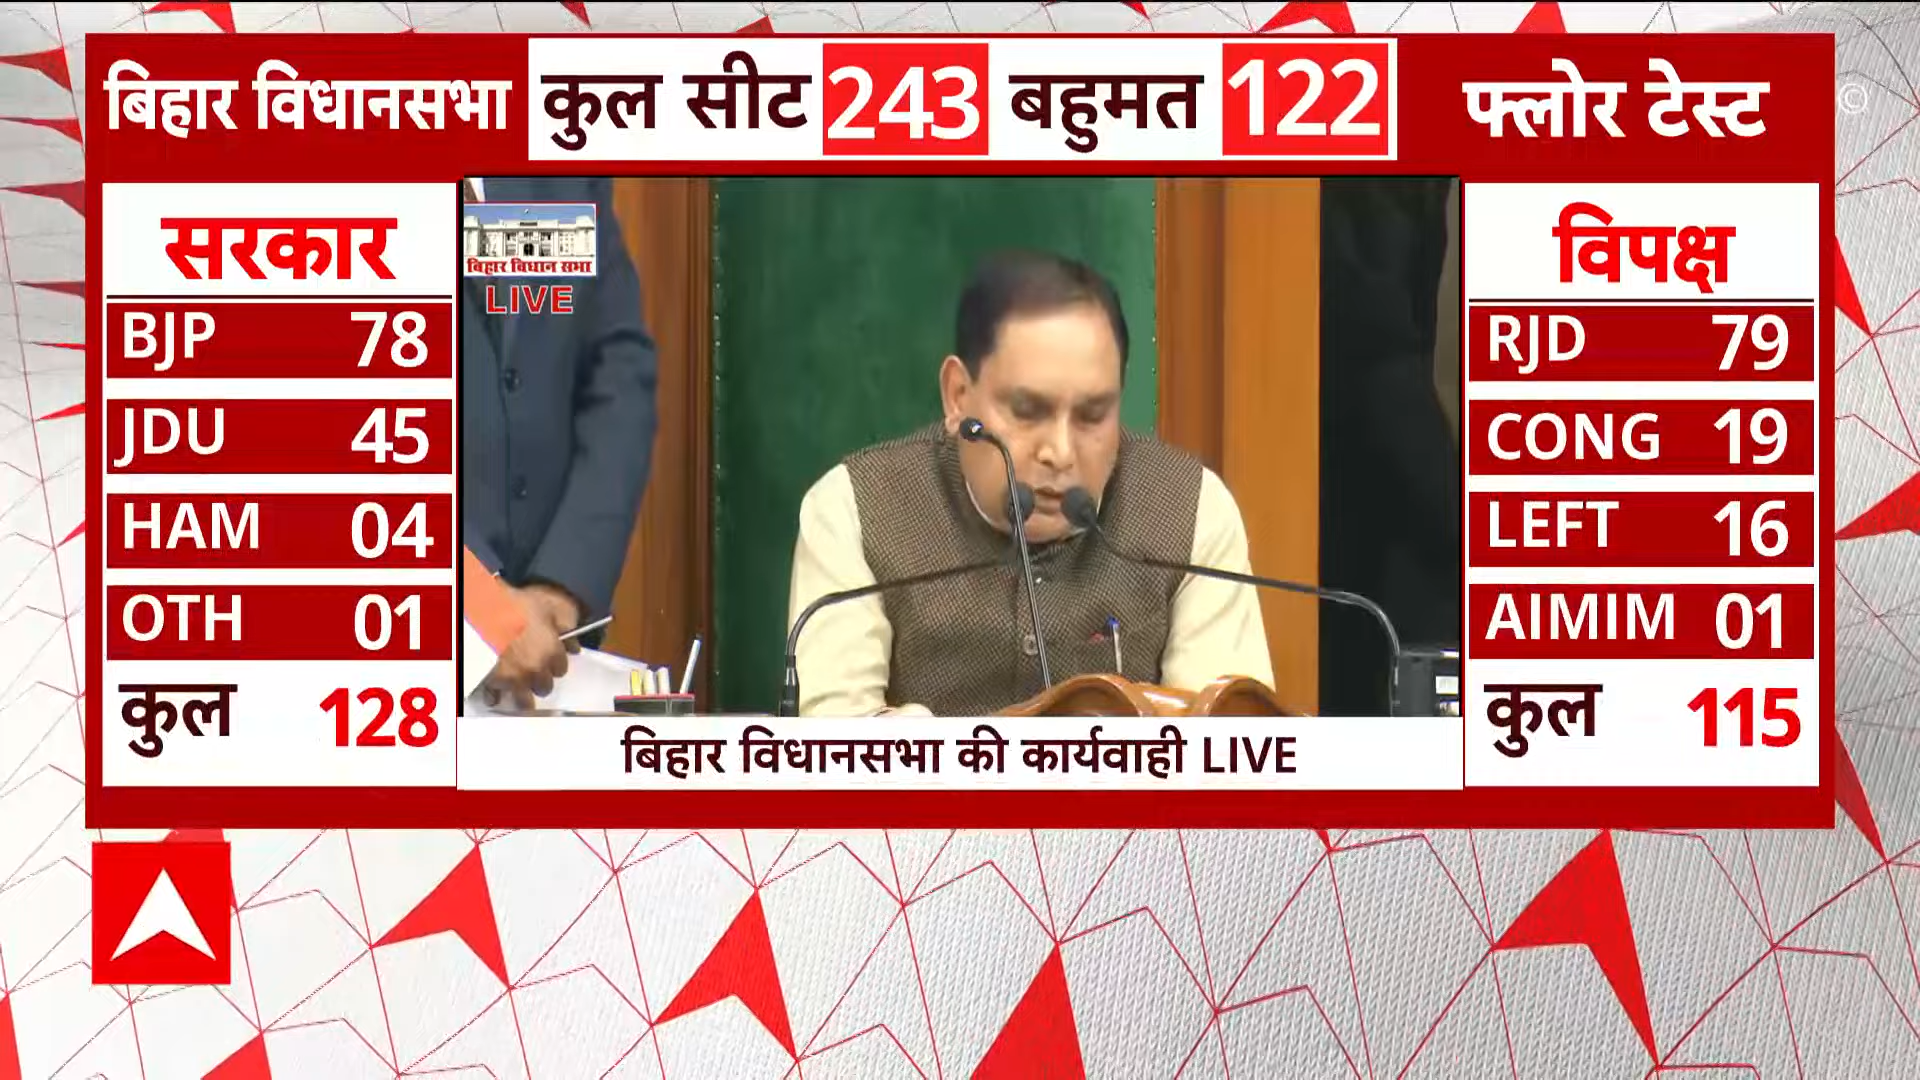 बिहार विधानसभा
कुल सीट 243 बहुमत 122
फ्लोर टेस्ट
©
सरकार
BJP 78
JDU 45
HAM 04
OTH 01
कुल 128
बिहार विधान सभा
LIVE
बिहार विधानसभा की कार्यवाही LIVE
विपक्ष
RJD 79
CONG 19
LEFT 16
AIMIM 01
कुल 115